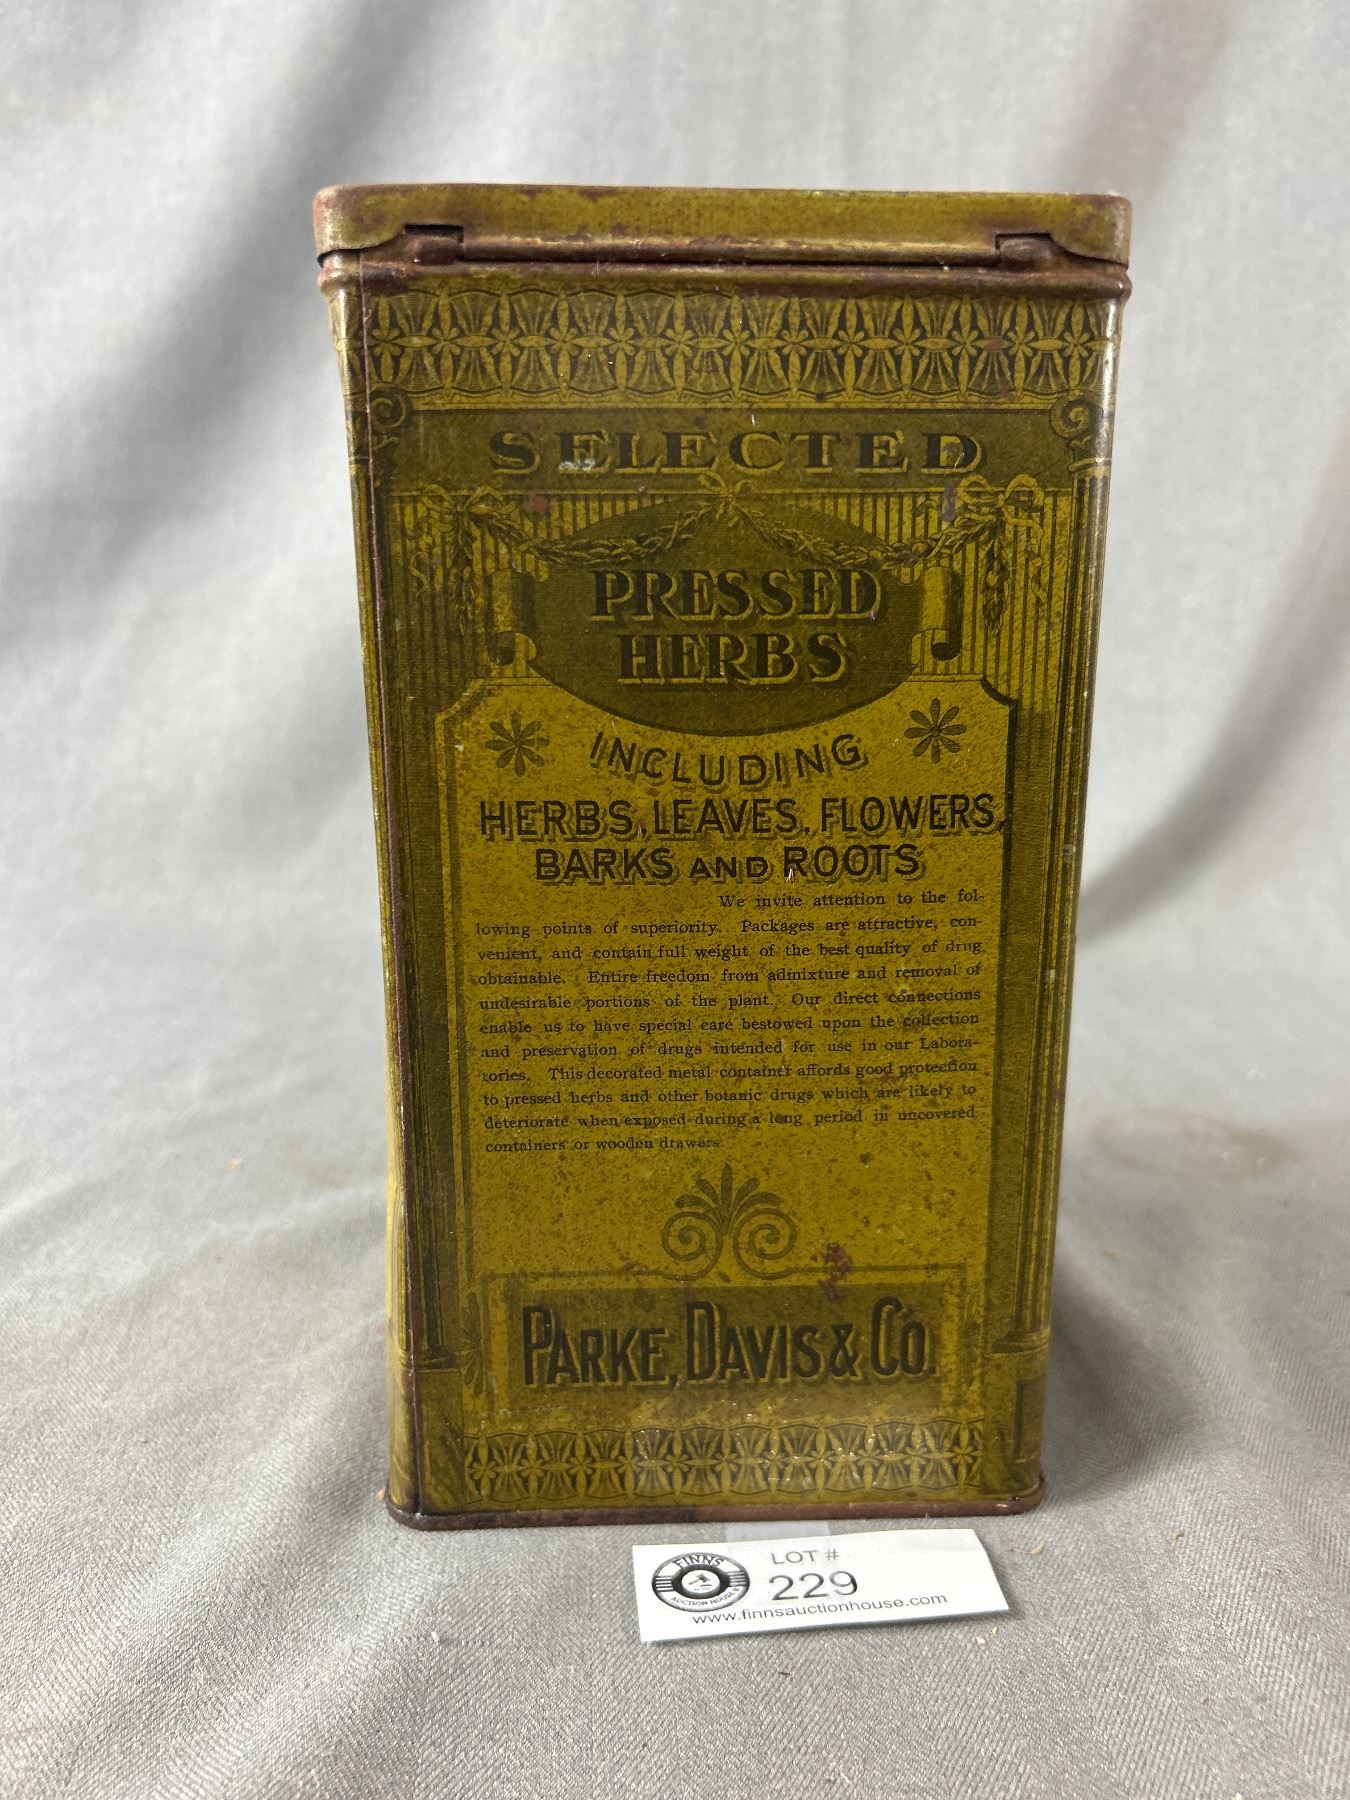 SELECTED
PRESSED
HERBS
INCLUDING
HERBS, LEAVES, FLOWERS,
BARKS AND ROOTS
We invite attention to the fol-
lowing points of superiority. Packages are attractive, con-
venient, and contain full weight of the best quality of drug
obtainable. Entire freedom from admixture and removal of
undesirable portions of the plant. Our direct connections
enable us to have special care bestowed upon the collection
and preservation of drugs intended for use in our Labora-
tories. This decorated metal container affords good protection
to pressed herbs and other botanic drugs which are likely to
deteriorate when exposed during a long period in uncovered
containers or wooden drawers.
PARKE, DAVIS & CO.
FINNS
AUCTION HOUSE
LOT #
229
www.finnsauctionhouse.com